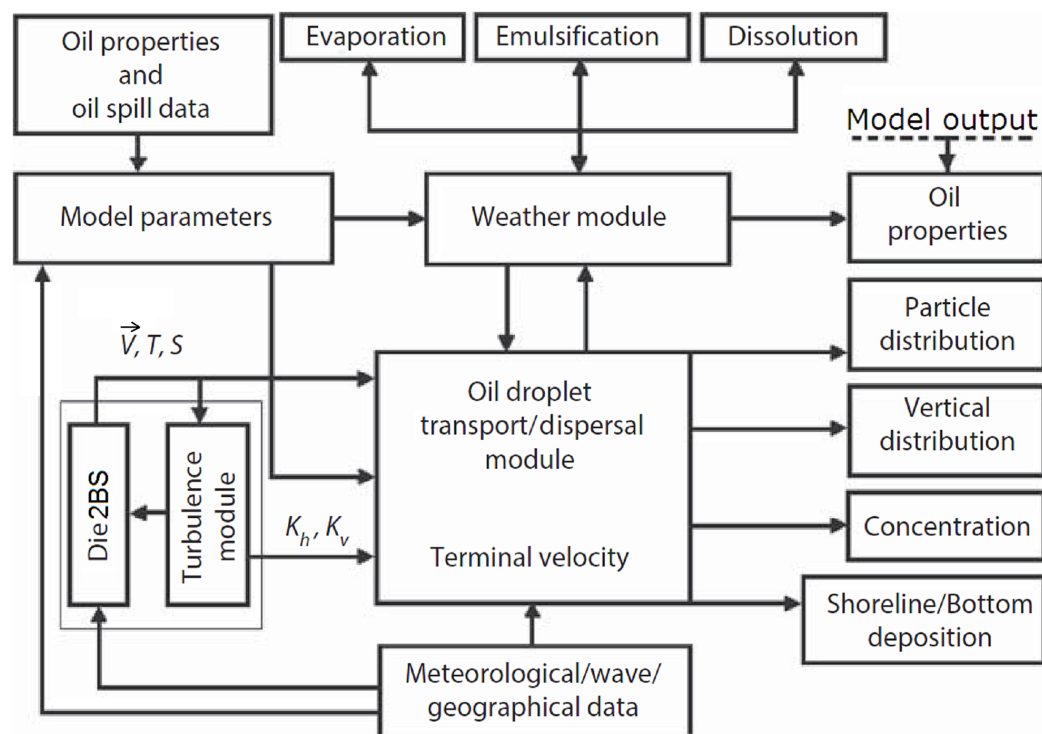 Oil properties
and
oil spill data
Evaporation
Emulsification
Dissolution
Model output
Model parameters
Weather module
Oil
properties
V, T, S
Particle
distribution
Oil droplet
transport/dispersal
module
Terminal velocity
Vertical
distribution
Die2BS
Turbulence
module
Kh, Kv
Concentration
Shoreline/Bottom
deposition
Meteorological/wave/
geographical data